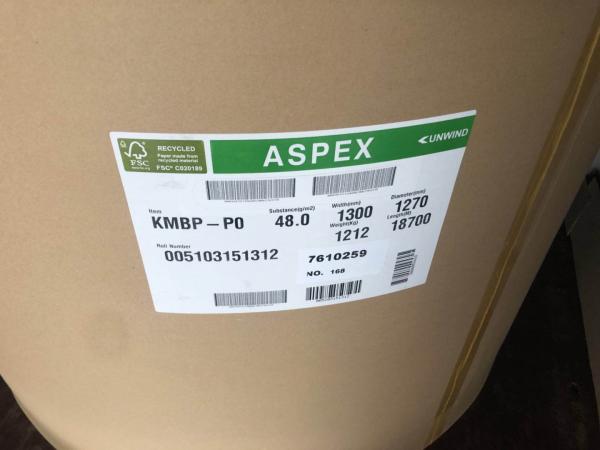 FSC
RECYCLED
Paper made from
recycled material
FSC® C020189
ASPEX
UNWIND
Item
KMBP-P0
Substance(g/m2)
48.0
Width(mm)
1300
Diameter(mm)
1270
Weight(Kg)
1212
Length(M)
18700
Roll Number
005103151312
7610259
NO. 168